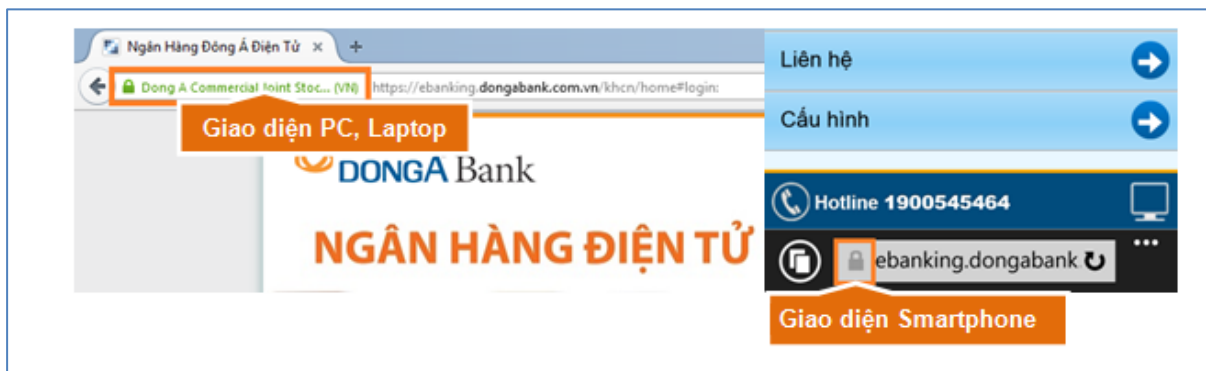 Ngân Hàng Đông Á Điện Tử × +
Dong A Commercial Joint Stoc... (VN) https://ebanking.dongabank.com.vn/khcn/home#login:
Giao diện PC, Laptop
DONGA Bank
NGÂN HÀNG ĐIỆN TỬ
Liên hệ
Cấu hình
Hotline 1900545464
ebanking.dongabank
Giao diện Smartphone